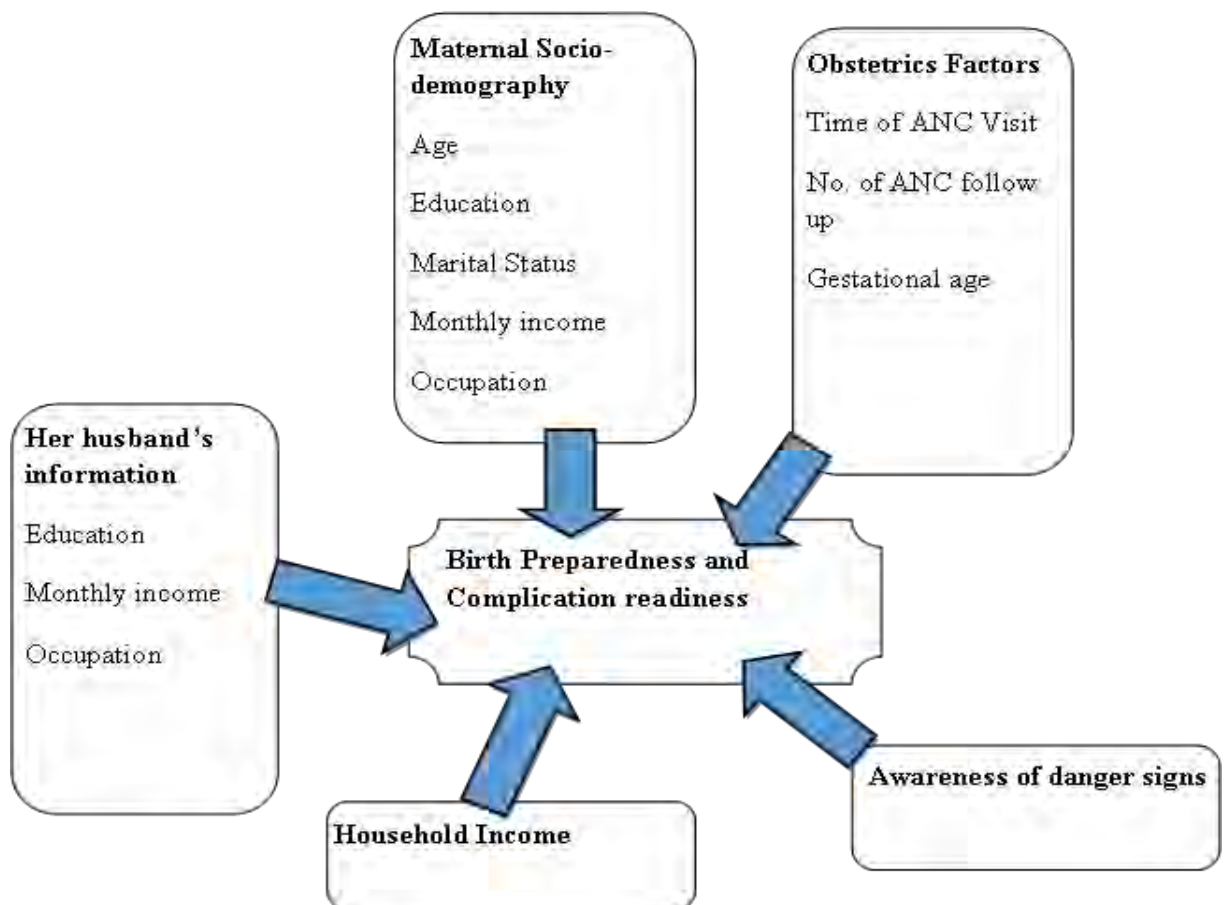 Maternal Socio-
demography
Age
Education
Marital Status
Monthly income
Occupation
Obstetrics Factors
Time of ANC Visit
No. of ANC follow
up
Gestational age
Her husband's
information
Education
Monthly income
Occupation
Birth Preparedness and
Complication readiness
Household Income
Awareness of danger signs